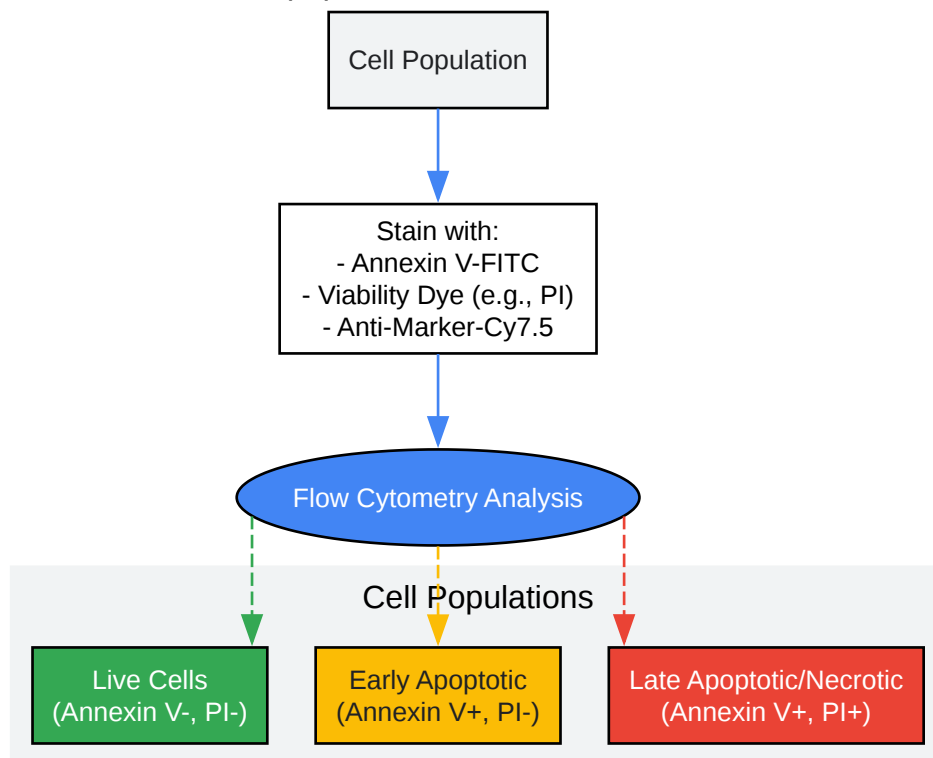 Cell Population
Stain with:
- Annexin V-FITC
- Viability Dye (e.g., PI)
- Anti-Marker-Cy7.5
Flow Cytometry Analysis
Cell Populations
Live Cells
(Annexin V-, PI-)
Early Apoptotic
(Annexin V+, PI-)
Late Apoptotic/Necrotic
(Annexin V+, PI+)